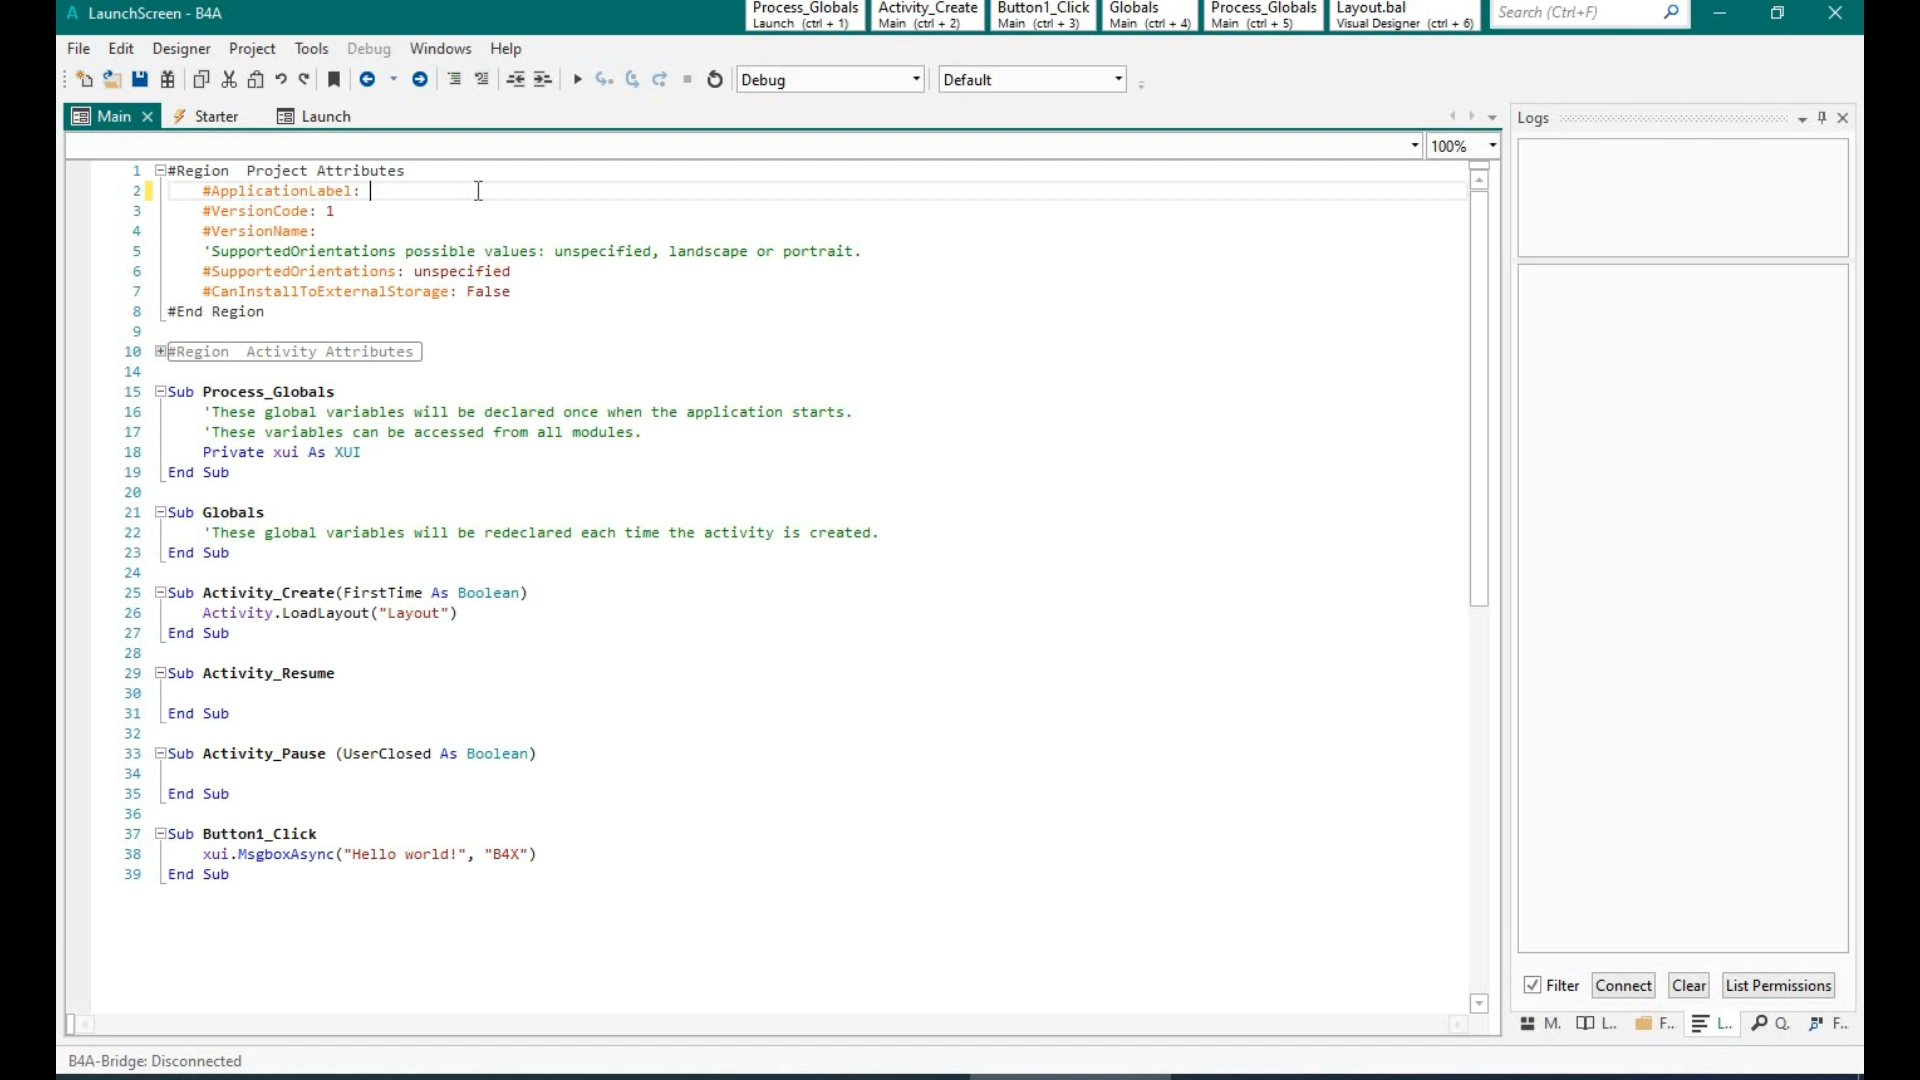 LaunchScreen - B4A
Process_Globals
Launch (ctrl + 1)
Activity_Create
Main (ctrl + 2)
Button1_Click
Main (ctrl + 3)
Globals
Main (ctrl + 4)
Process_Globals
Main (ctrl + 5)
Layout.bal
Visual Designer (ctrl + 6)
Search (Ctrl+F)
File Edit Designer Project Tools Debug Windows Help
Debug
Default
Main
Starter
Launch
100%
1 #Region  Project Attributes
2 #ApplicationLabel:
3 #VersionCode: 1
4 #VersionName:
5 'SupportedOrientations possible values: unspecified, landscape or portrait.
6 #SupportedOrientations: unspecified
7 #CanInstallToExternalStorage: False
8 #End Region
9
10 #Region  Activity Attributes
14
15 Sub Process_Globals
16 'These global variables will be declared once when the application starts.
17 'These variables can be accessed from all modules.
18 Private xui As XUI
19 End Sub
20
21 Sub Globals
22 'These global variables will be redeclared each time the activity is created.
23 End Sub
24
25 Sub Activity_Create(FirstTime As Boolean)
26 Activity.LoadLayout("Layout")
27 End Sub
28
29 Sub Activity_Resume
30
31 End Sub
32
33 Sub Activity_Pause (UserClosed As Boolean)
34
35 End Sub
36
37 Sub Button1_Click
38 xui.MsgboxAsync("Hello world!", "B4X")
39 End Sub
Logs
Filter
Connect
Clear
List Permissions
M.
L..
F...
L..
Q.
F...
B4A-Bridge: Disconnected